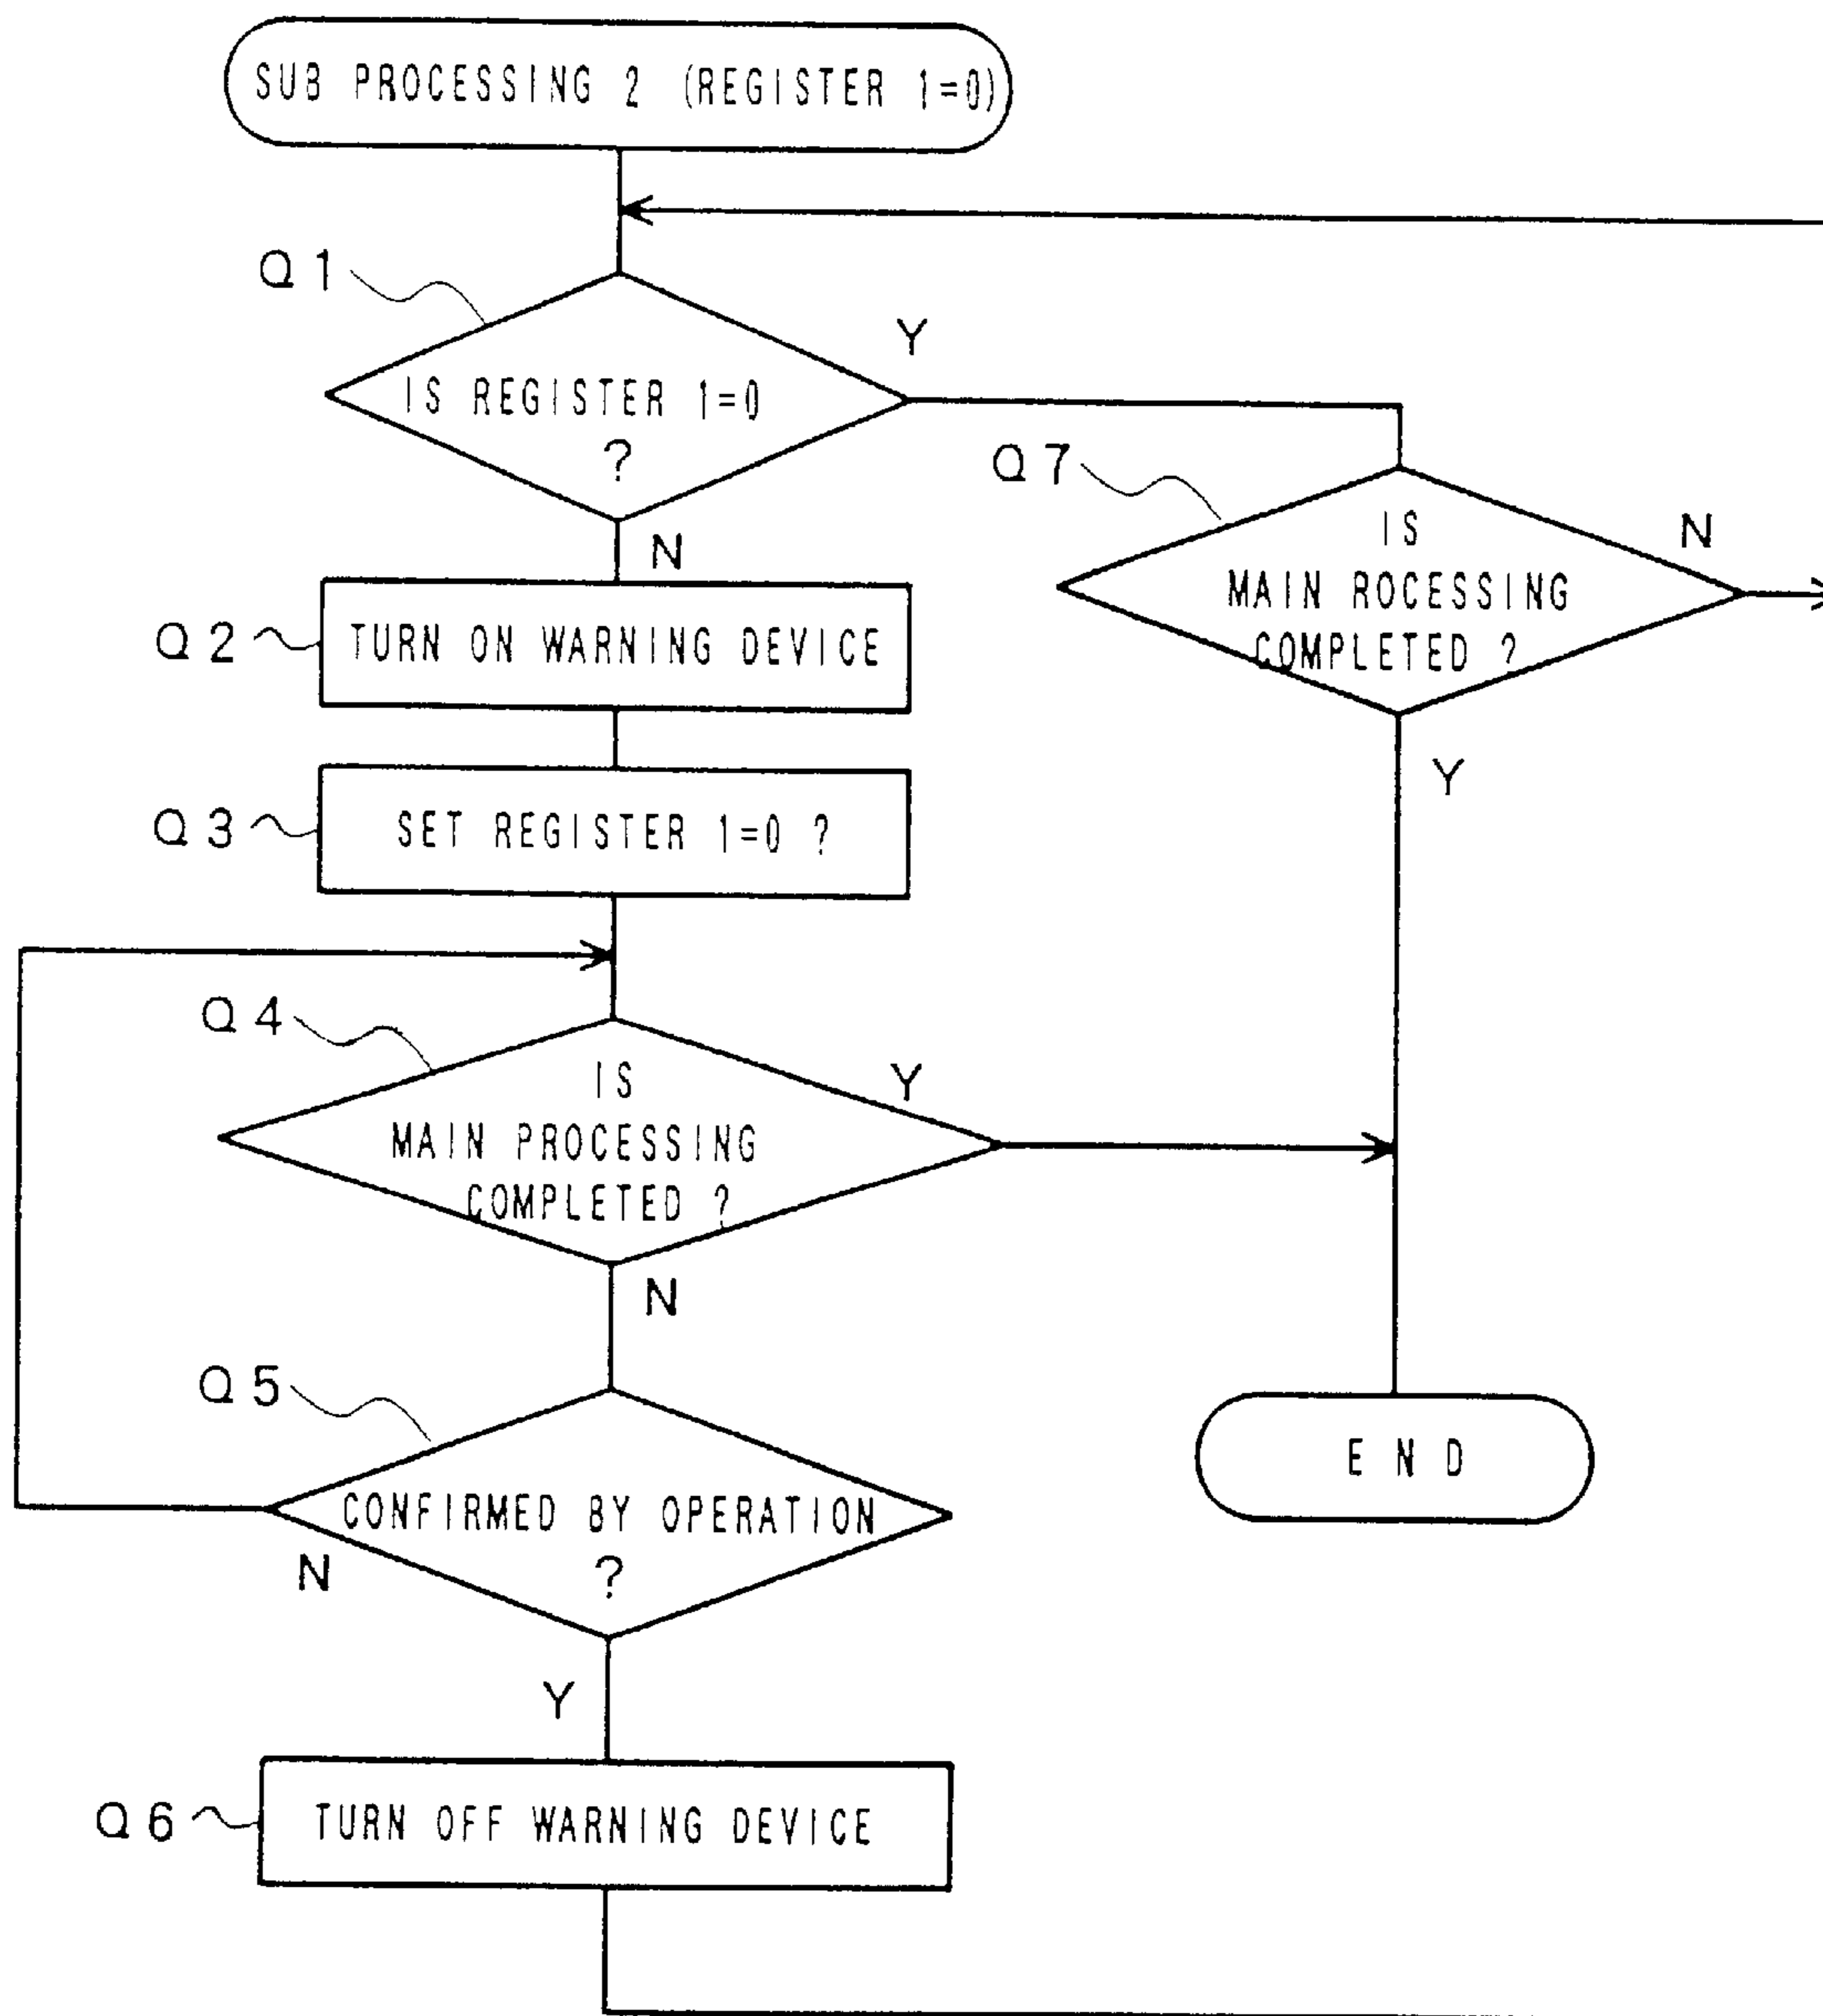 SUB PROCESSING 2 (REGISTER 1=0)
Q1
Y
IS REGISTER 1=0
?
N
Q7
IS
MAIN ROCESSING
COMPLETED ?
N
Y
Q2
TURN ON WARNING DEVICE
Q3
SET REGISTER 1=0 ?
Q4
IS
MAIN PROCESSING
COMPLETED ?
Y
N
Q5
CONFIRMED BY OPERATION
?
N
Y
END
Q6
TURN OFF WARNING DEVICE